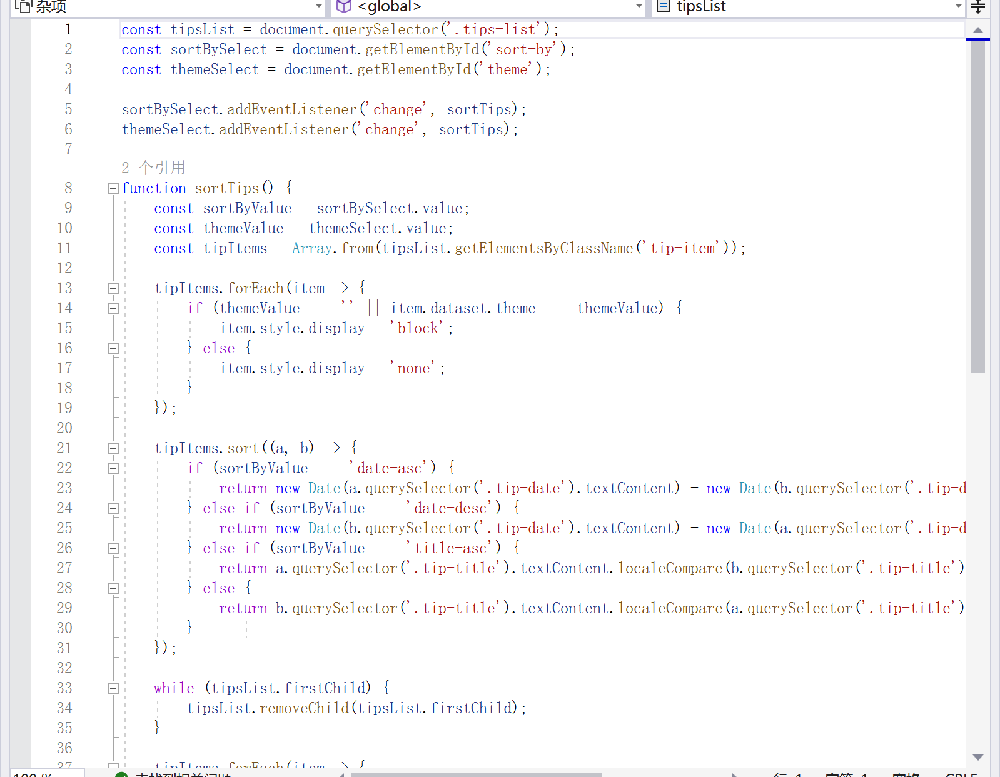 杂项 <global> tipsList
1 const tipsList = document.querySelector('.tips-list');
2 const sortBySelect = document.getElementById('sort-by');
3 const themeSelect = document.getElementById('theme');
4
5 sortBySelect.addEventListener('change', sortTips);
6 themeSelect.addEventListener('change', sortTips);
7
2 个引用
8 function sortTips() {
9 const sortByValue = sortBySelect.value;
10 const themeValue = themeSelect.value;
11 const tipItems = Array.from(tipsList.getElementsByClassName('tip-item'));
12
13 tipItems.forEach(item => {
14 if (themeValue === '' || item.dataset.theme === themeValue) {
15 item.style.display = 'block';
16 } else {
17 item.style.display = 'none';
18 }
19 });
20
21 tipItems.sort((a, b) => {
22 if (sortByValue === 'date-asc') {
23 return new Date(a.querySelector('.tip-date').textContent) - new Date(b.querySelector('.tip-d
24 } else if (sortByValue === 'date-desc') {
25 return new Date(b.querySelector('.tip-date').textContent) - new Date(a.querySelector('.tip-d
26 } else if (sortByValue === 'title-asc') {
27 return a.querySelector('.tip-title').textContent.localeCompare(b.querySelector('.tip-title')
28 } else {
29 return b.querySelector('.tip-title').textContent.localeCompare(a.querySelector('.tip-title')
30 }
31 });
32
33 while (tipsList.firstChild) {
34 tipsList.removeChild(tipsList.firstChild);
35 }
36
37 tipItems.forEach(item => {
100 % 未找到相关问题 行: 1 字符: 1 空格 CRLF